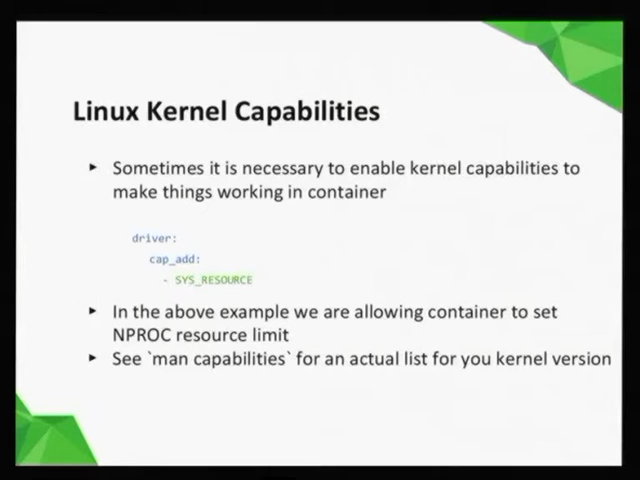 Linux Kernel Capabilities
▸ Sometimes it is necessary to enable kernel capabilities to
make things working in container
driver:
cap_add:
- SYS_RESOURCE
▸ In the above example we are allowing container to set
NPROC resource limit
▸ See `man capabilities` for an actual list for you kernel version